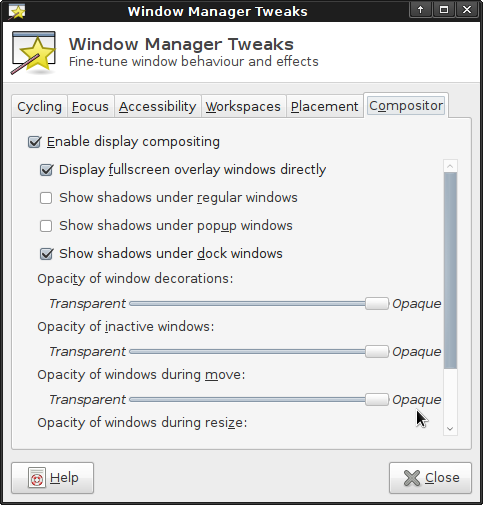 Window Manager Tweaks
Window Manager Tweaks
Fine-tune window behaviour and effects
Cycling Focus Accessibility Workspaces Placement Compositor
Enable display compositing
Display fullscreen overlay windows directly
Show shadows under regular windows
Show shadows under popup windows
Show shadows under dock windows
Opacity of window decorations:
Transparent Opaque
Opacity of inactive windows:
Transparent Opaque
Opacity of windows during move:
Transparent Opaque
Opacity of windows during resize:
Help Close